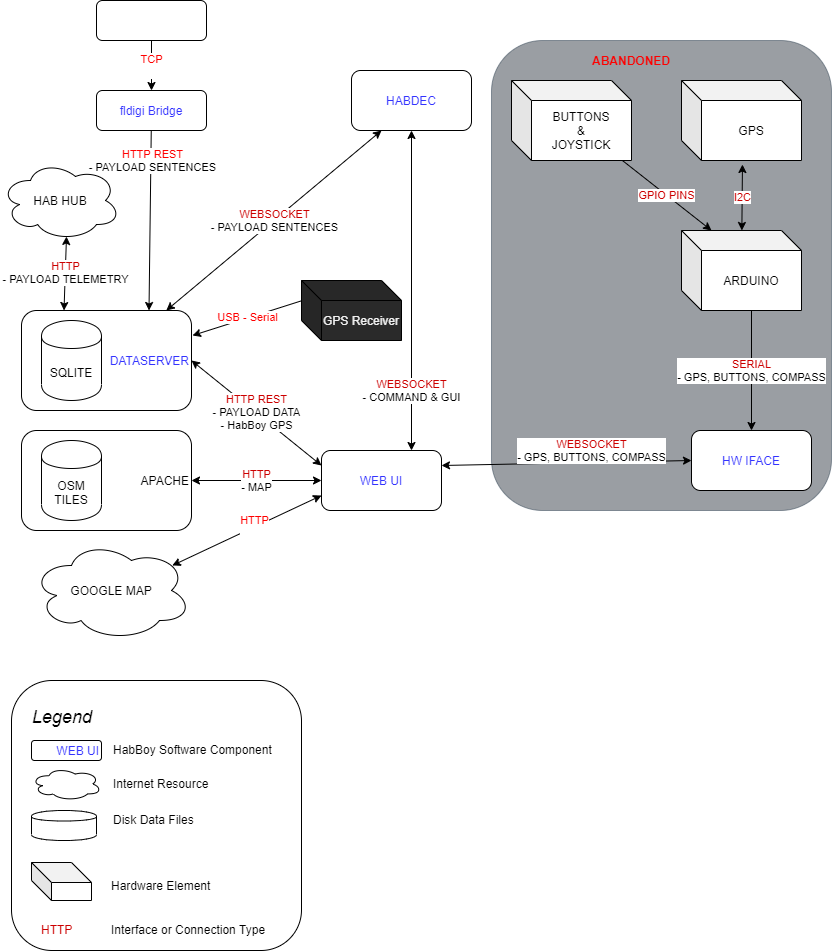 TCP
fldigi Bridge
HABDEC
ABANDONED
BUTTONS
&
JOYSTICK
GPS
HTTP REST
- PAYLOAD SENTENCES
HAB HUB
GPIO PINS
I2C
WEBSOCKET
- PAYLOAD SENTENCES
HTTP
- PAYLOAD TELEMETRY
ARDUINO
USB - Serial
GPS Receiver
SQLITE
DATASERVER
SERIAL
- GPS, BUTTONS, COMPASS
WEBSOCKET
- COMMAND & GUI
HTTP REST
- PAYLOAD DATA
- HabBoy GPS
WEBSOCKET
- GPS, BUTTONS, COMPASS
HW IFACE
OSM
TILES
APACHE
HTTP
- MAP
WEB UI
HTTP
GOOGLE MAP
Legend
WEB UI
HabBoy Software Component
Internet Resource
Disk Data Files
Hardware Element
HTTP
Interface or Connection Type